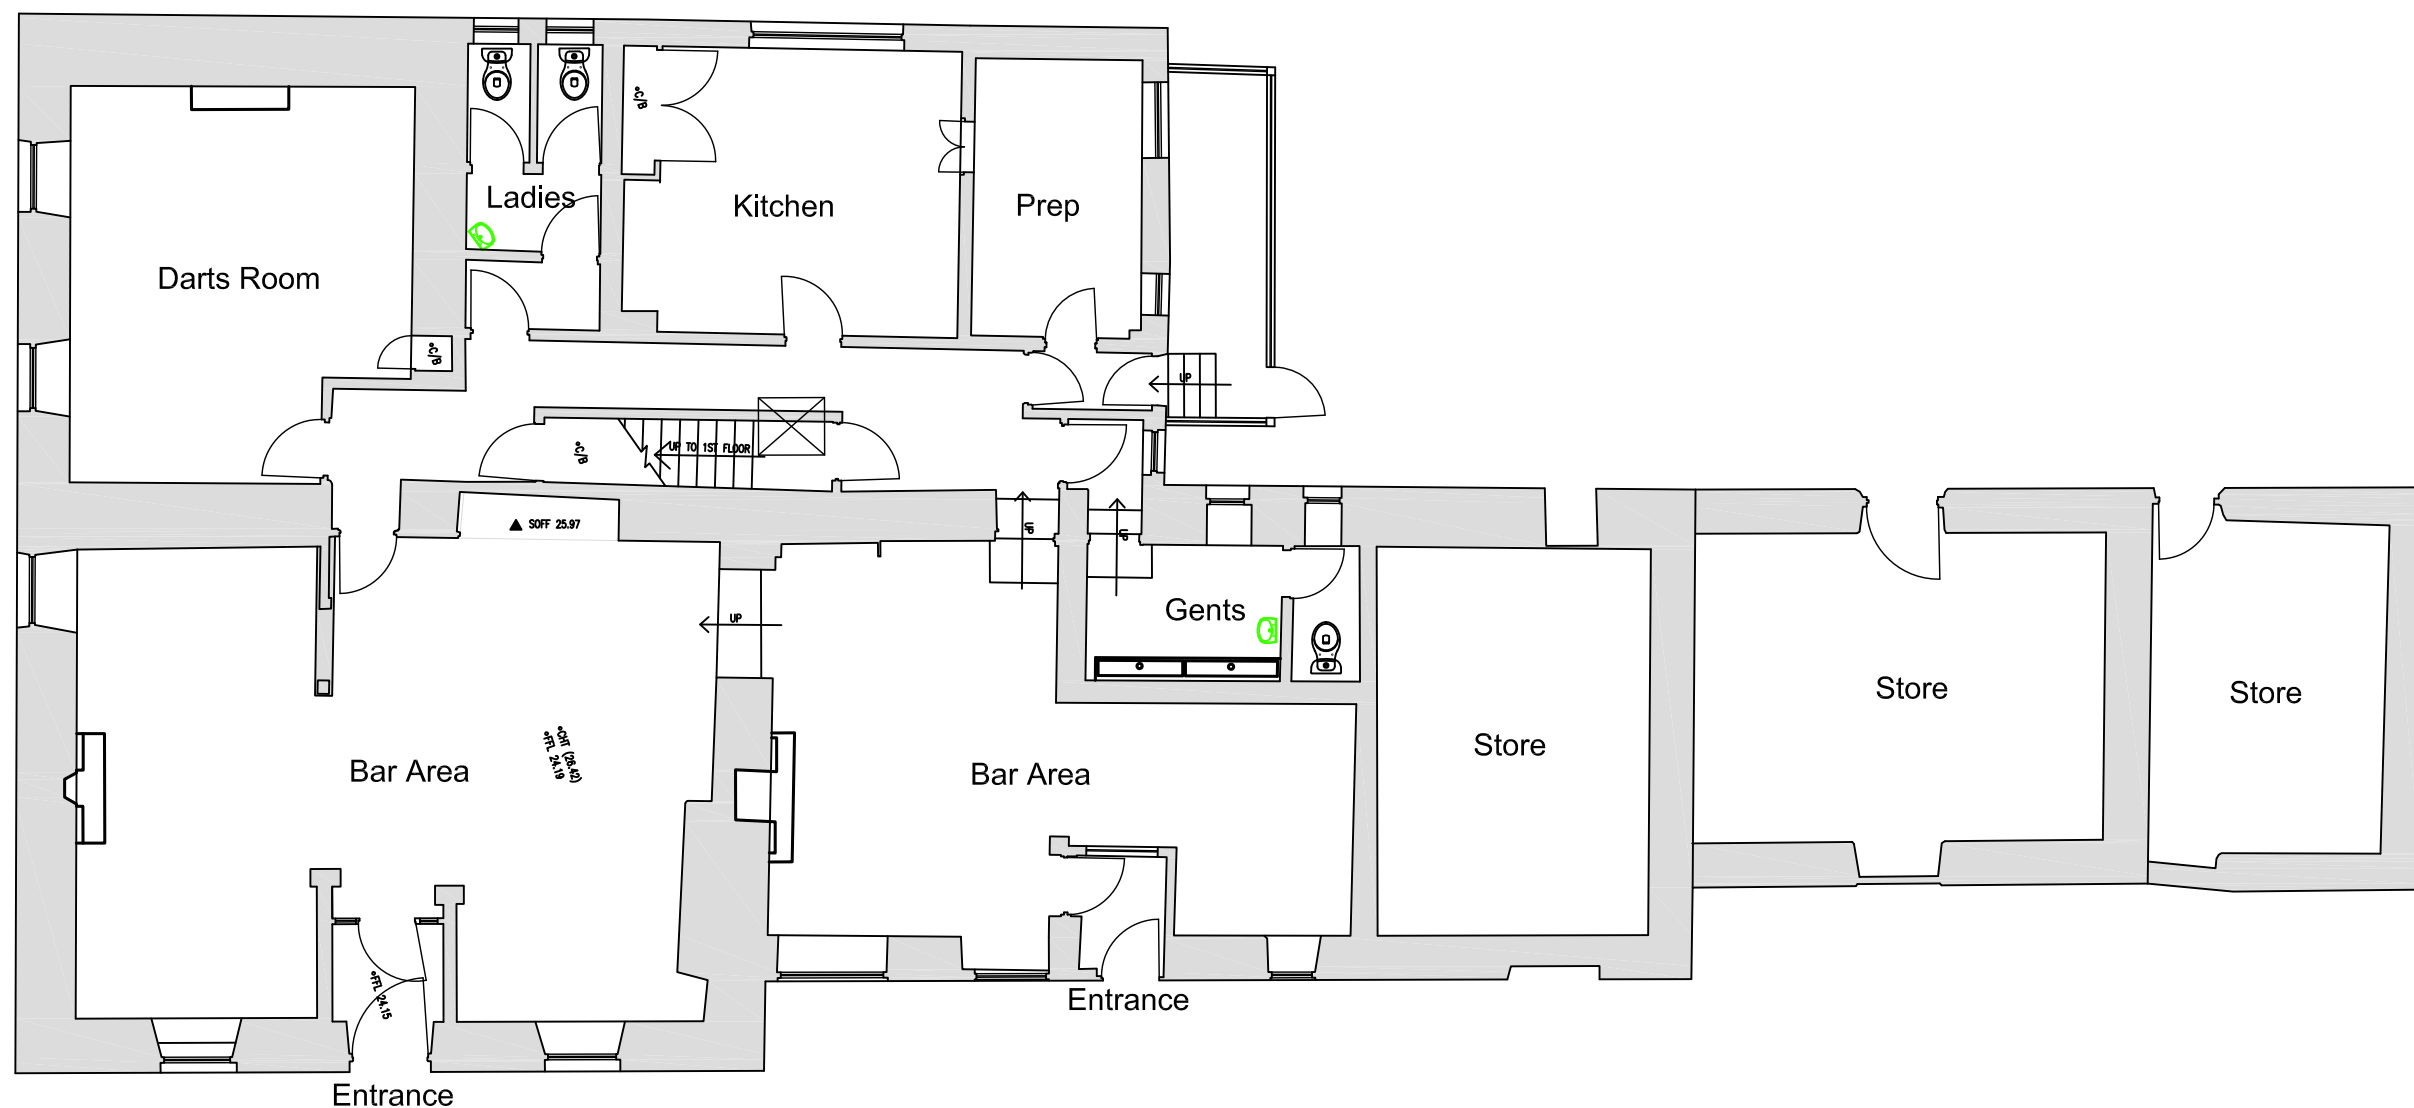 °C/B
Ladies
Kitchen
Prep
Darts Room
°C/B
UP
°C/B
UP TO 1ST FLOOR
SOFF 25.97
UP
UP
UP
Gents
Store
Store
Store
°CHT (26.42)
°FFL 24.19
Bar Area
Bar Area
°FFL 24.15
Entrance
Entrance